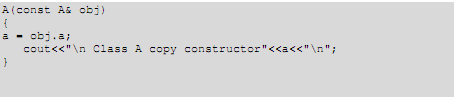 A(const A& obj)
{
a = obj.a;
cout<<"\n Class A copy constructor"<<a<<"\n";
}